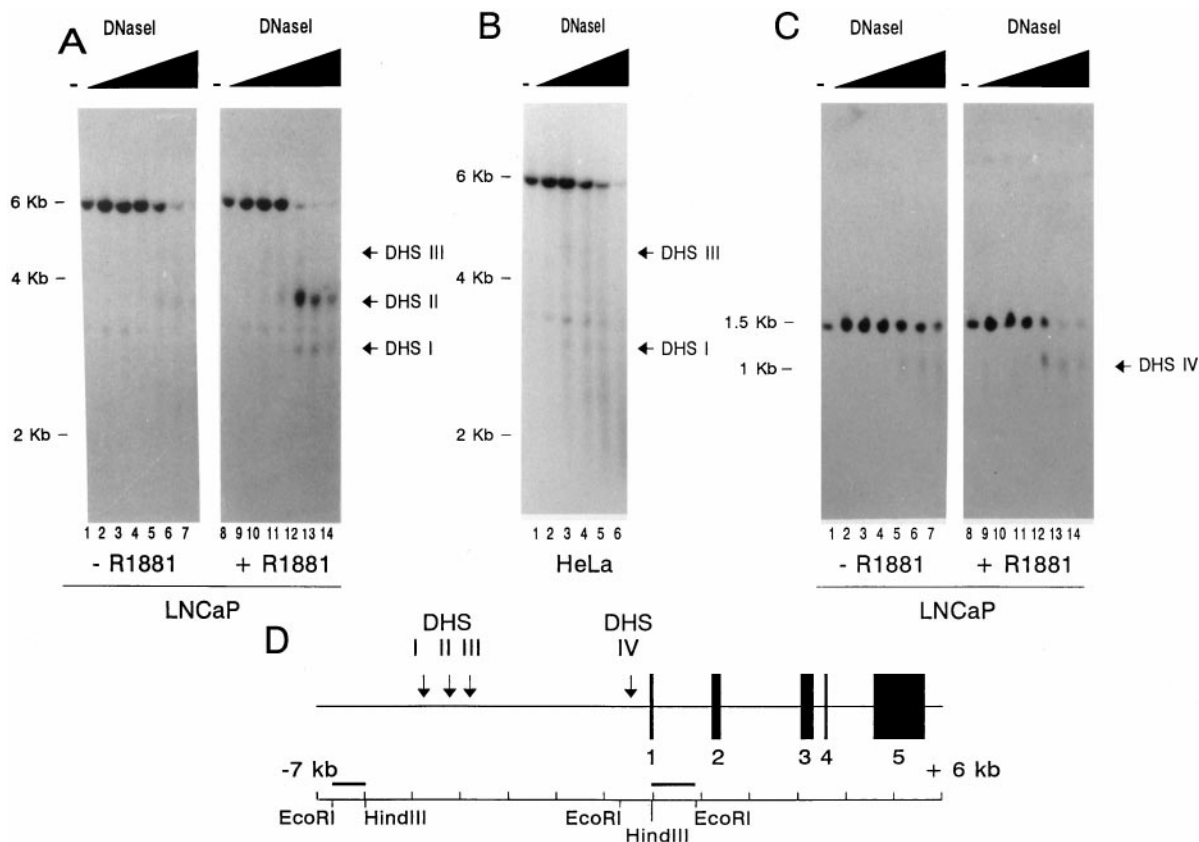 A
DNaseI
DNaseI
-
-
6 Kb –
4 Kb –
2 Kb –
DHS III
DHS II
DHS I
1 2 3 4 5 6 7
8 9 10 11 12 13 14
- R1881
+ R1881
LNCaP
B
DNaseI
-
6 Kb –
4 Kb –
2 Kb –
DHS III
DHS I
1 2 3 4 5 6
HeLa
C
DNaseI
DNaseI
-
-
1.5 Kb –
1 Kb –
DHS IV
1 2 3 4 5 6 7
8 9 10 11 12 13 14
- R1881
+ R1881
LNCaP
D
DHS
I II III
DHS
IV
1 2 3 4 5
-7 kb
+ 6 kb
EcoRI HindIII EcoRI HindIII EcoRI